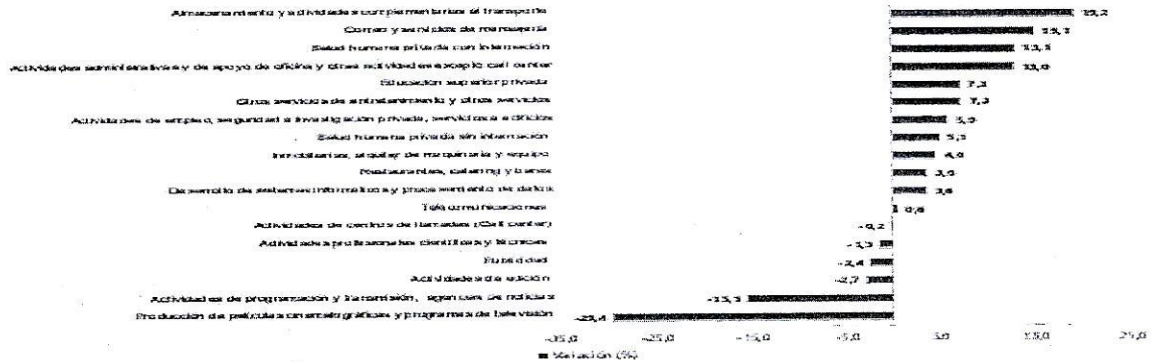 Almacenamiento y actividades complementarias al transporte
Correo y servicios de mensajería
Salud humana privada con internación
Actividades administrativas y de apoyo de oficina y otras actividades excepto call center
Educación superior privada 7,3
Otros servicios de entretenimiento y otros servicios 7,3
Actividades de empleo, seguridad e investigación privada, servicios a edificios
Salud humana privada sin internación
Inmobiliarias, alquiler de maquinaria y equipo
Restaurantes, catering y bares
Desarrollo de sistemas informáticos y procesamiento de datos
Telecomunicaciones
Actividades de centros de llamadas (Call center) -0,2
Actividades profesionales científicas y técnicas
Publicidad -2,4
Actividades de edición -2,7
Actividades de programación y transmisión, agencias de noticias
Producción de películas cinematográficas y programas de televisión
-35,0 -25,0 -15,0 -5,0 5,0 15,0 25,0
Variación (%)